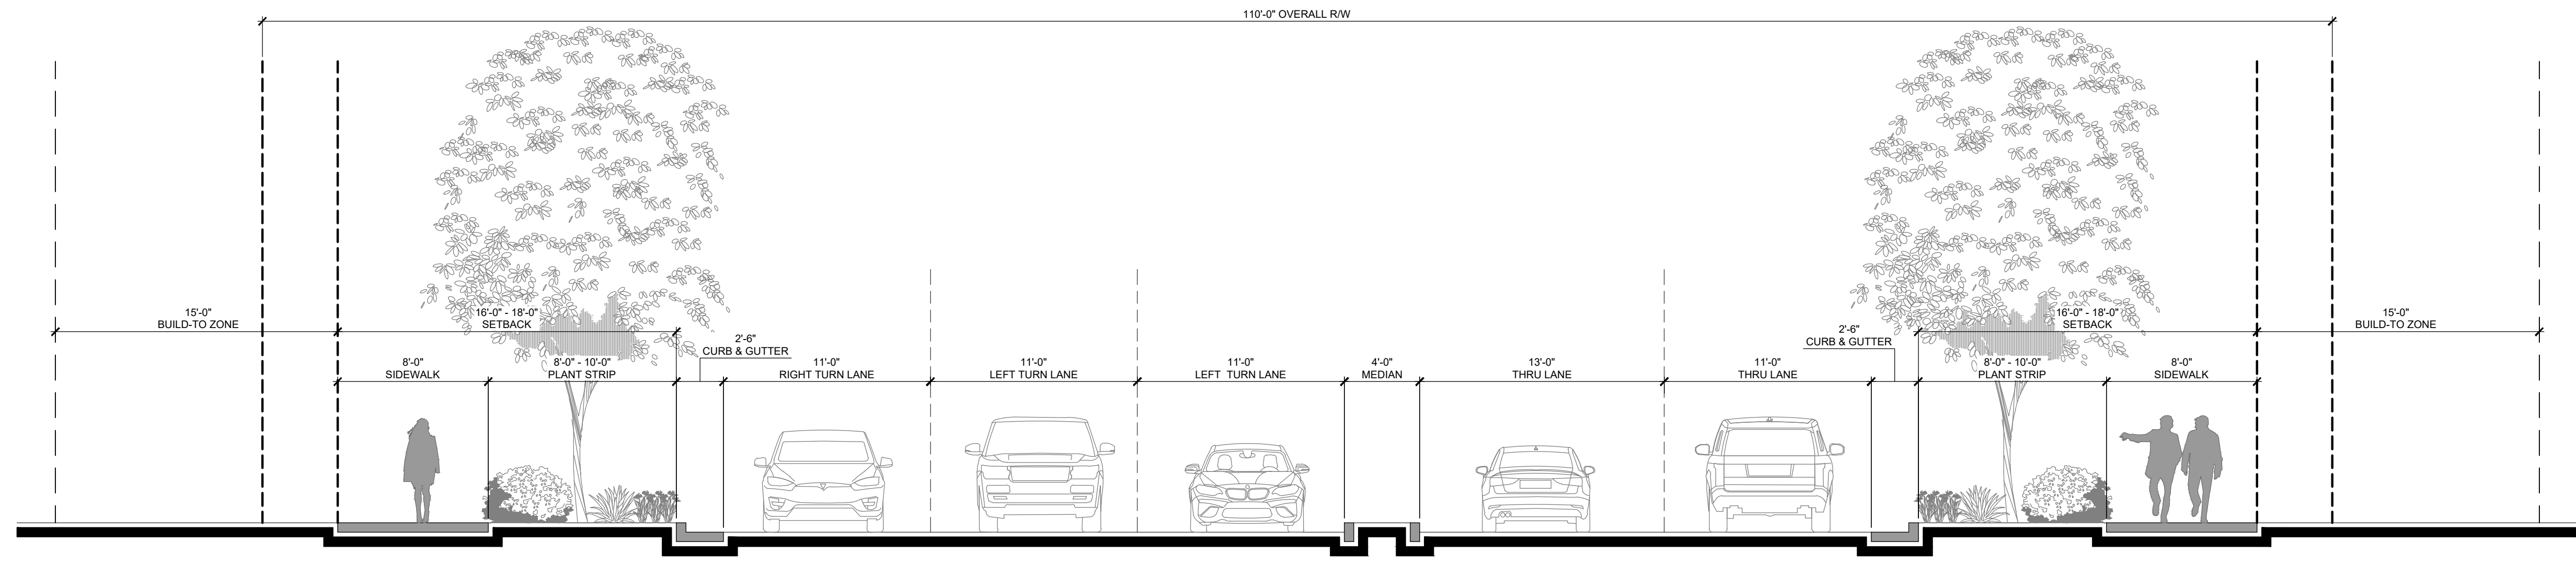 110'-0" OVERALL R/W
15'-0"
BUILD-TO ZONE
16'-0" - 18'-0"
SETBACK
2'-6"
CURB & GUTTER
8'-0"
SIDEWALK
8'-0" - 10'-0"
PLANT STRIP
11'-0"
RIGHT TURN LANE
11'-0"
LEFT TURN LANE
11'-0"
LEFT TURN LANE
4'-0"
MEDIAN
13'-0"
THRU LANE
11'-0"
THRU LANE
2'-6"
CURB & GUTTER
16'-0" - 18'-0"
SETBACK
8'-0" - 10'-0"
PLANT STRIP
8'-0"
SIDEWALK
15'-0"
BUILD-TO ZONE